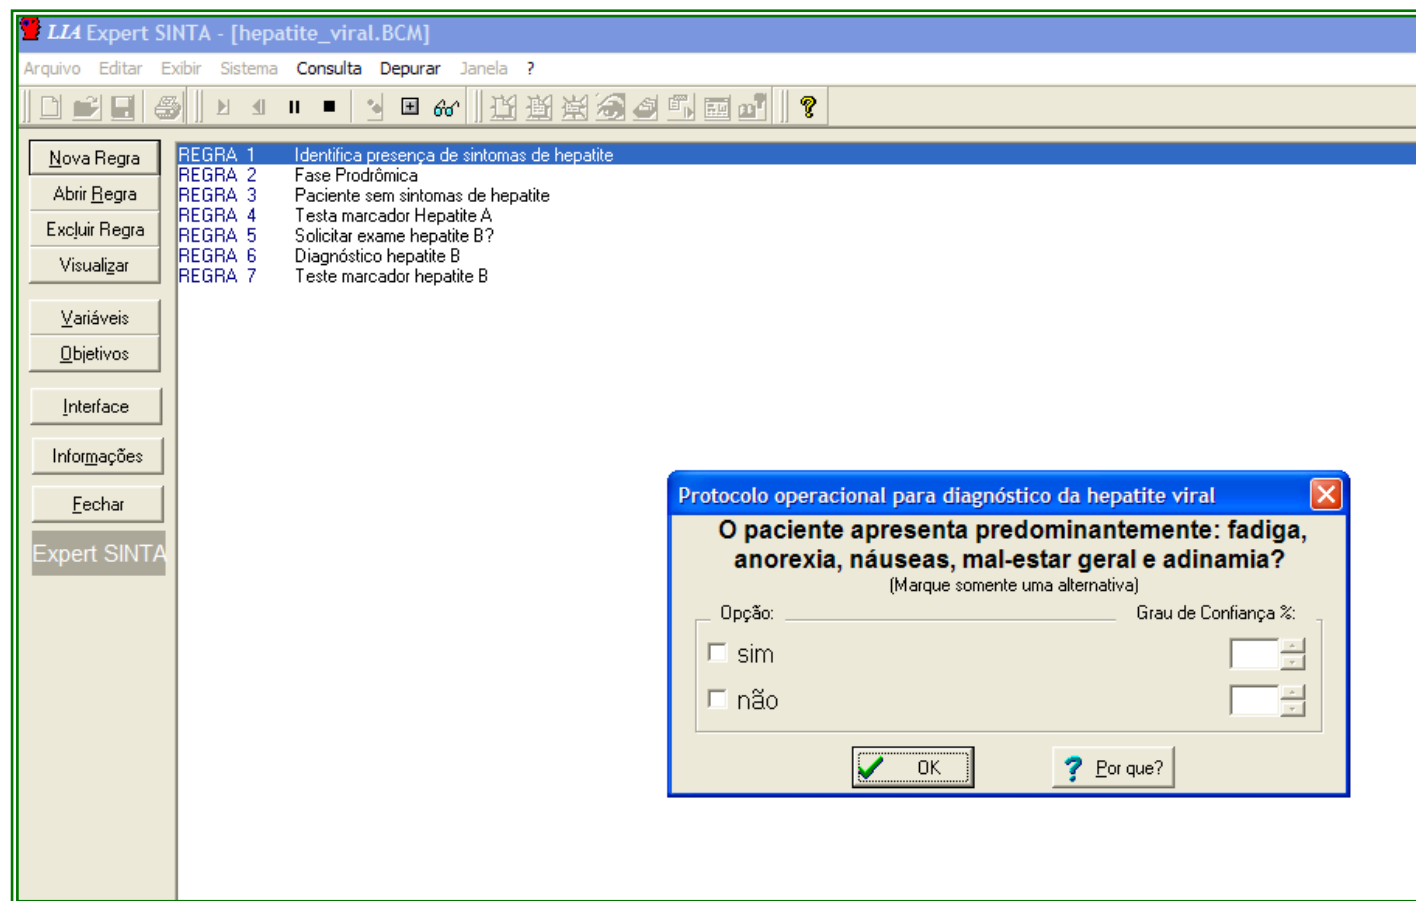 LIA Expert SINTA - [hepatite_viral.BCM]
Arquivo Editar Exibir Sistema Consulta Depurar Janela ?
Nova Regra
Abrir Regra
Excluir Regra
Visualizar
Variáveis
Objetivos
Interface
Informações
Fechar
Expert SINTA
REGRA 1 Identifica presença de sintomas de hepatite
REGRA 2 Fase Prodrômica
REGRA 3 Paciente sem sintomas de hepatite
REGRA 4 Testa marcador Hepatite A
REGRA 5 Solicitar exame hepatite B?
REGRA 6 Diagnóstico hepatite B
REGRA 7 Teste marcador hepatite B
Protocolo operacional para diagnóstico da hepatite viral
O paciente apresenta predominantemente: fadiga,
anorexia, náuseas, mal-estar geral e adinamia?
(Marque somente uma alternativa)
Opção: Grau de Confiança %:
sim
não
OK
? Por que?